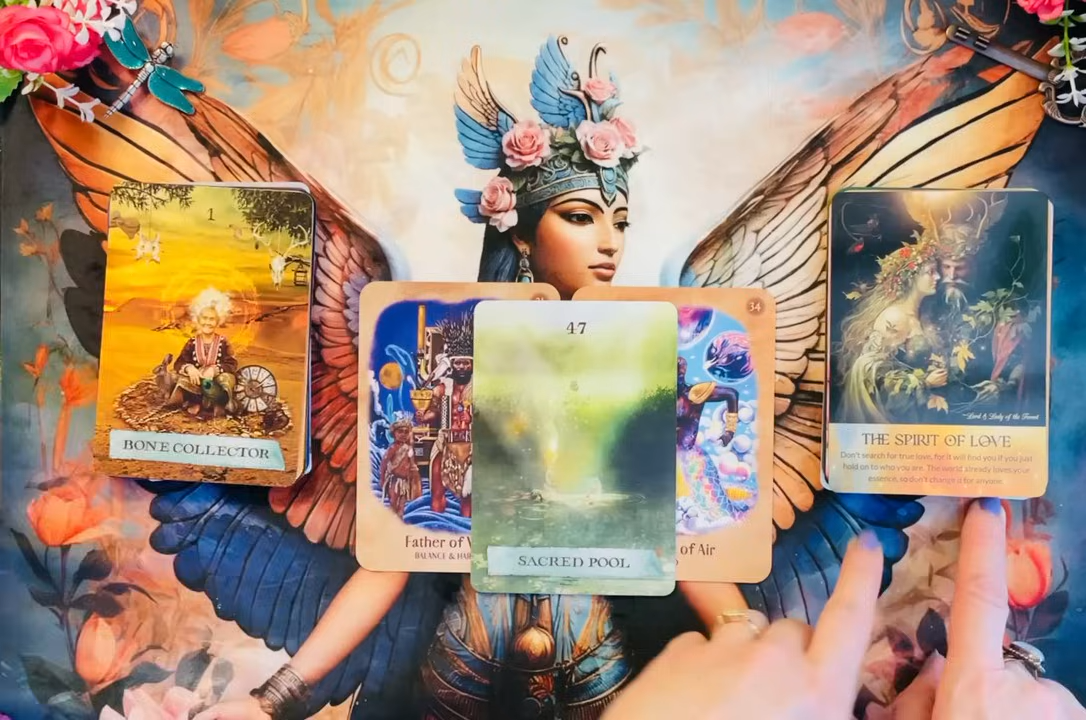 1
BONE COLLECTOR
Father of
BALANCE & HAR
47
SACRED POOL
34
of Air
Lord & Lady of the Forest
THE SPIRIT OF LOVE
Don't search for true love, for it will find you if you just
hold on to who you are. The world already loves your
essence, so don't change it for anyone.